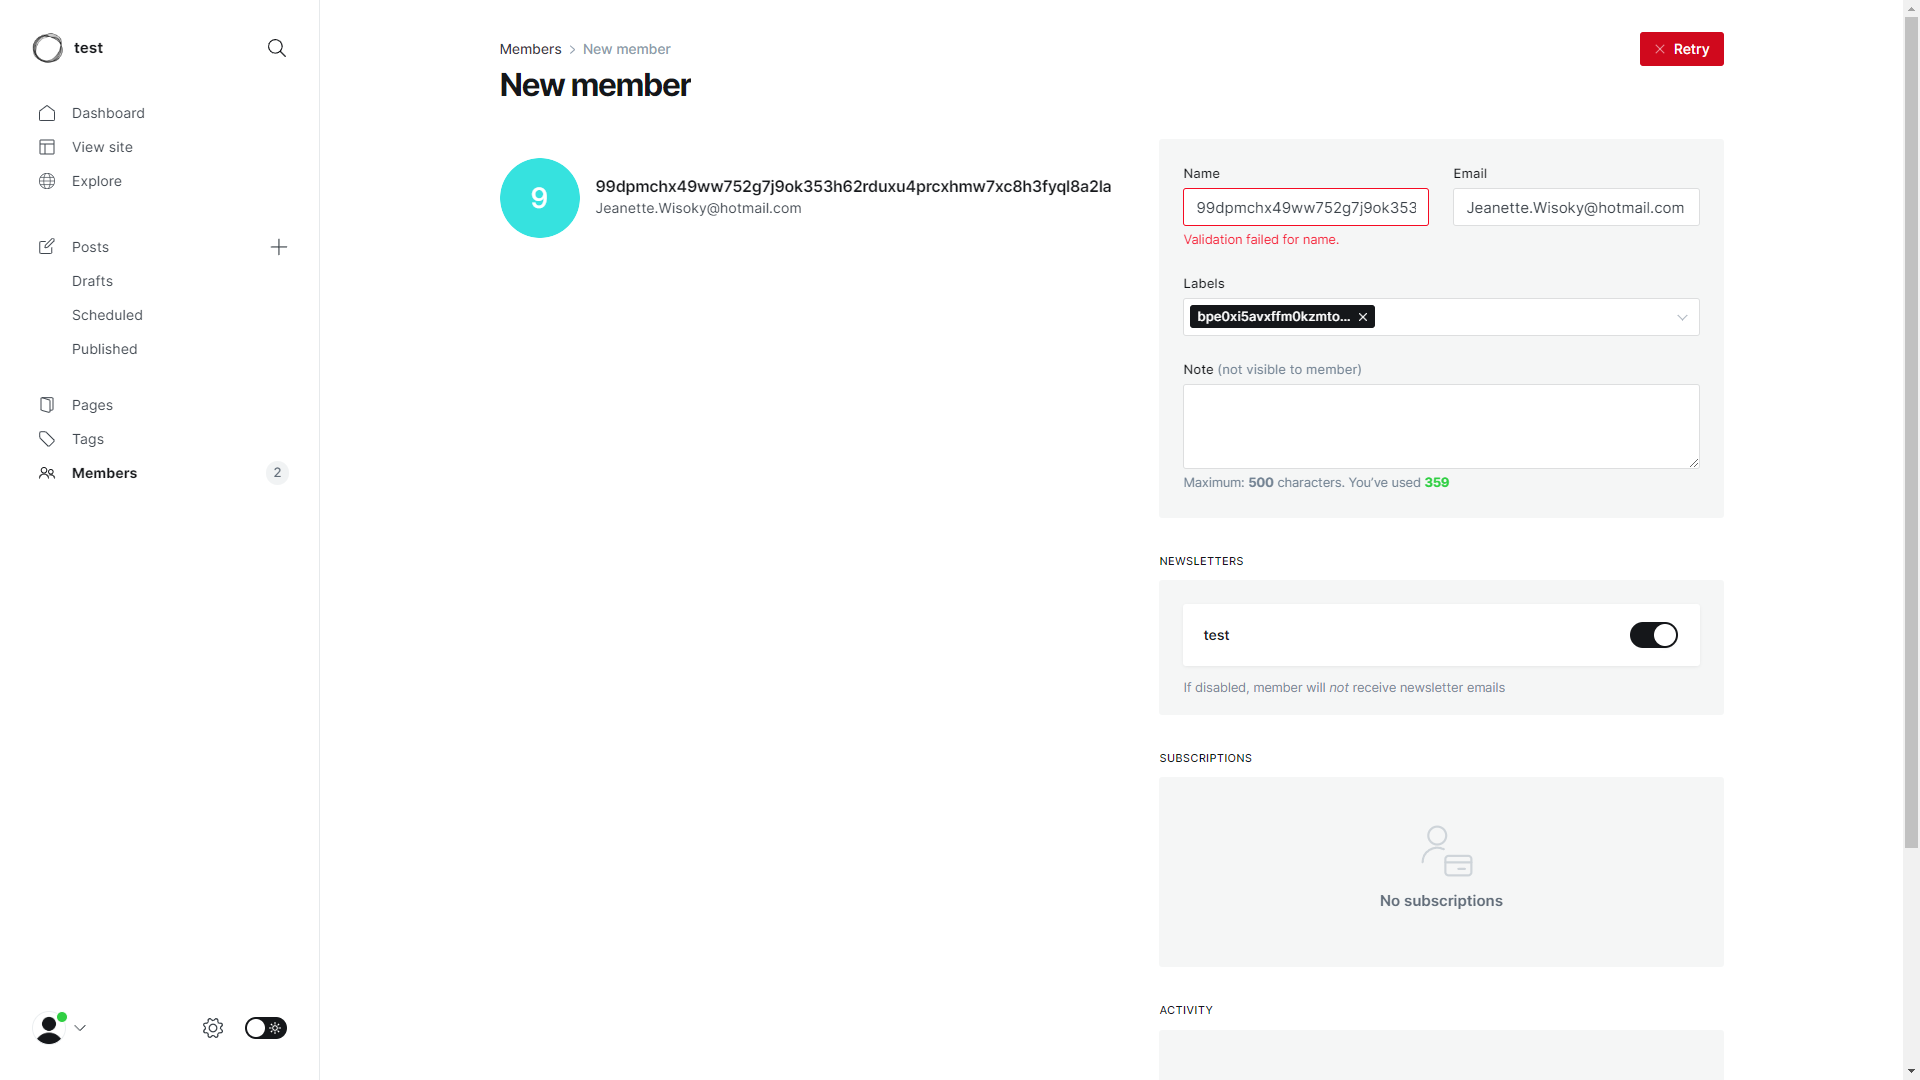 test
Dashboard
View site
Explore
Posts
Drafts
Scheduled
Published
Pages
Tags
Members
2
Members
New member
Retry
New member
9
99dpmchx49ww752g7j9ok353h62rduxu4prcxhmw7xc8h3fyql8a2la
Jeanette.Wisoky@hotmail.com
Name
99dpmchx49ww752g7j9ok353
Validation failed for name.
Email
Jeanette.Wisoky@hotmail.com
Labels
bpe0xi5avxffm0kzmto...
Note (not visible to member)
Maximum: 500 characters. You've used 359
NEWSLETTERS
test
If disabled, member will not receive newsletter emails
SUBSCRIPTIONS
No subscriptions
ACTIVITY